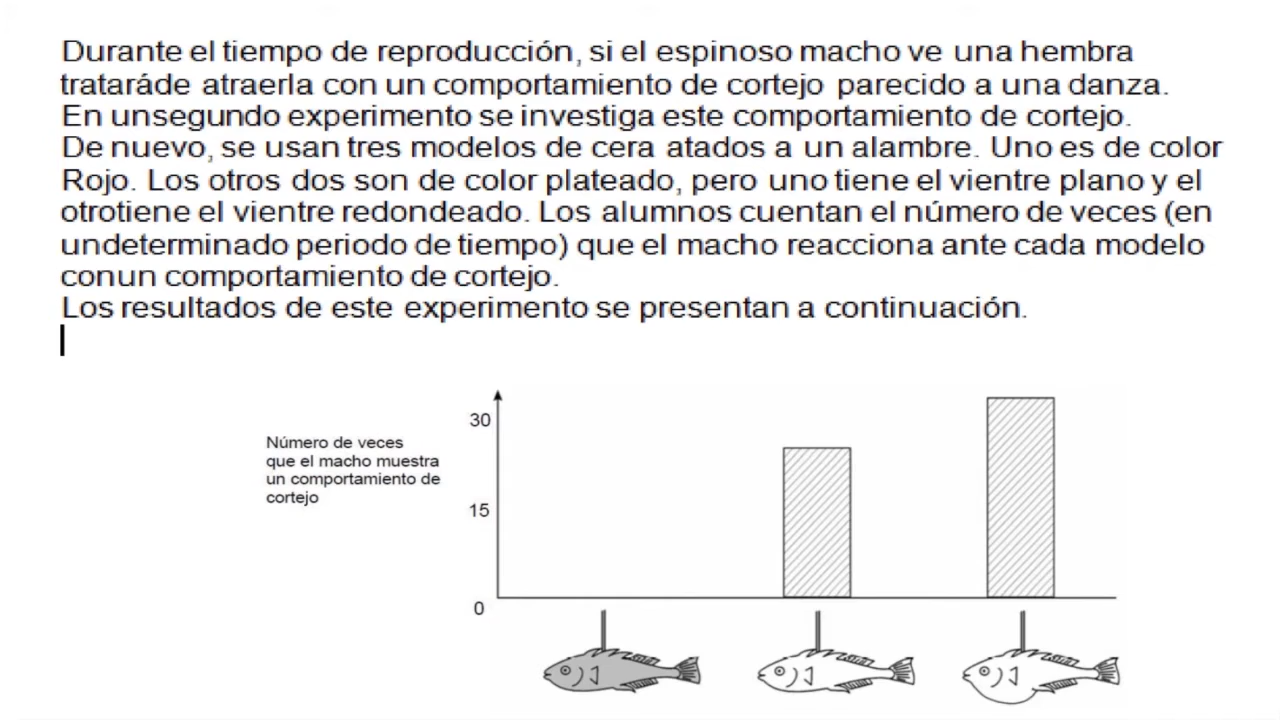 Durante el tiempo de reproducción, si el espinoso macho ve una hembra
trataráde atraerla con un comportamiento de cortejo parecido a una danza.
En unsegundo experimento se investiga este comportamiento de cortejo.
De nuevo, se usan tres modelos de cera atados a un alambre. Uno es de color
Rojo. Los otros dos son de color plateado, pero uno tiene el vientre plano y el
otrotiene el vientre redondeado. Los alumnos cuentan el número de veces (en
undeterminado periodo de tiempo) que el macho reacciona ante cada modelo
conun comportamiento de cortejo.
Los resultados de este experimento se presentan a continuación.
Número de veces
que el macho muestra
un comportamiento de
cortejo
30
15
0